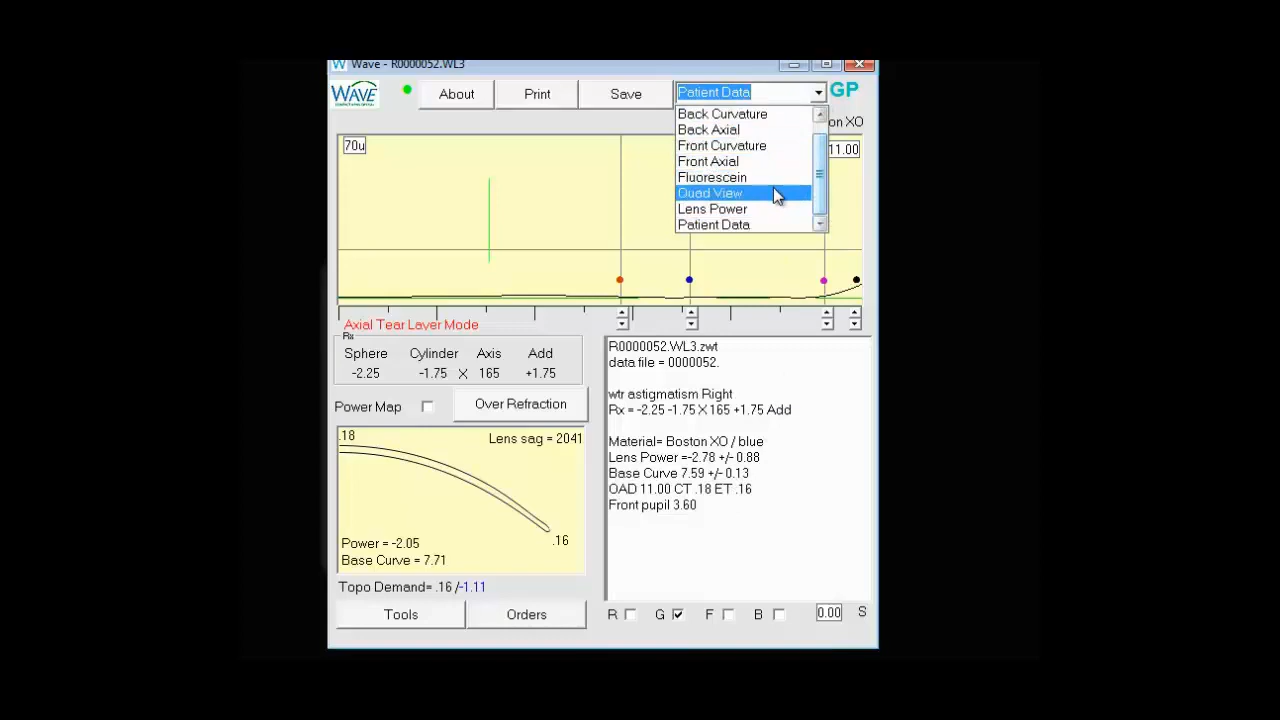 Wave - R0000052.WL3
WAVE
About
Print
Save
Patient Data
GP
Back Curvature
Back Axial
Front Curvature
Front Axial
Fluorescein
Quad View
Lens Power
Patient Data
on XO
70u
11.00
Axial Tear Layer Mode
Rx
Sphere Cylinder Axis Add
-2.25 -1.75 X 165 +1.75
Power Map
Over Refraction
.18
Lens sag = 2041
.16
Power = -2.05
Base Curve = 7.71
Topo Demand= .16 /-1.11
Tools
Orders
R0000052.WL3.zwt
data file = 0000052.
wtr astigmatism Right
Rx = -2.25 -1.75 X 165 +1.75 Add
Material= Boston XO / blue
Lens Power =-2.78 +/- 0.88
Base Curve 7.59 +/- 0.13
OAD 11.00 CT .18 ET .16
Front pupil 3.60
R G F B 0.00 S